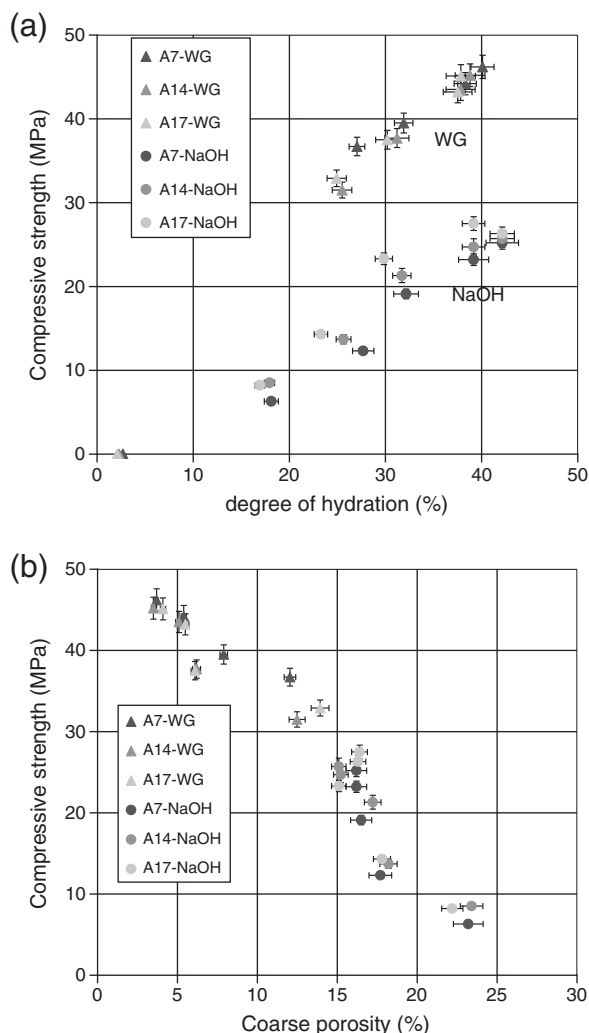 (a)
50
40
30
20
10
0
Compressive strength (MPa)
A7-WG
A14-WG
A17-WG
A7-NaOH
A14-NaOH
A17-NaOH
WG
NaOH
0 10 20 30 40 50
degree of hydration (%)
(b)
50
40
30
20
10
0
Compressive strength (MPa)
A7-WG
A14-WG
A17-WG
A7-NaOH
A14-NaOH
A17-NaOH
0 5 10 15 20 25 30
Coarse porosity (%)